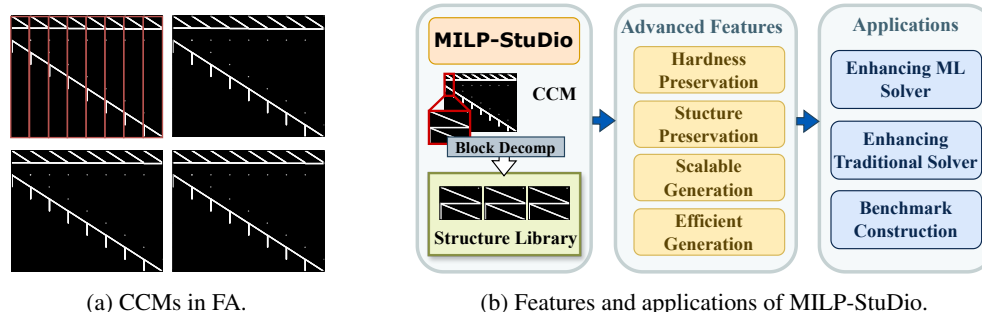 MILP-StuDio
CCM
Block Decomp
Structure Library
Advanced Features
Hardness
Preservation
Stucture
Preservation
Scalable
Generation
Efficient
Generation
Applications
Enhancing ML
Solver
Enhancing
Traditional Solver
Benchmark
Construction
(a) CCMs in FA.
(b) Features and applications of MILP-StuDio.